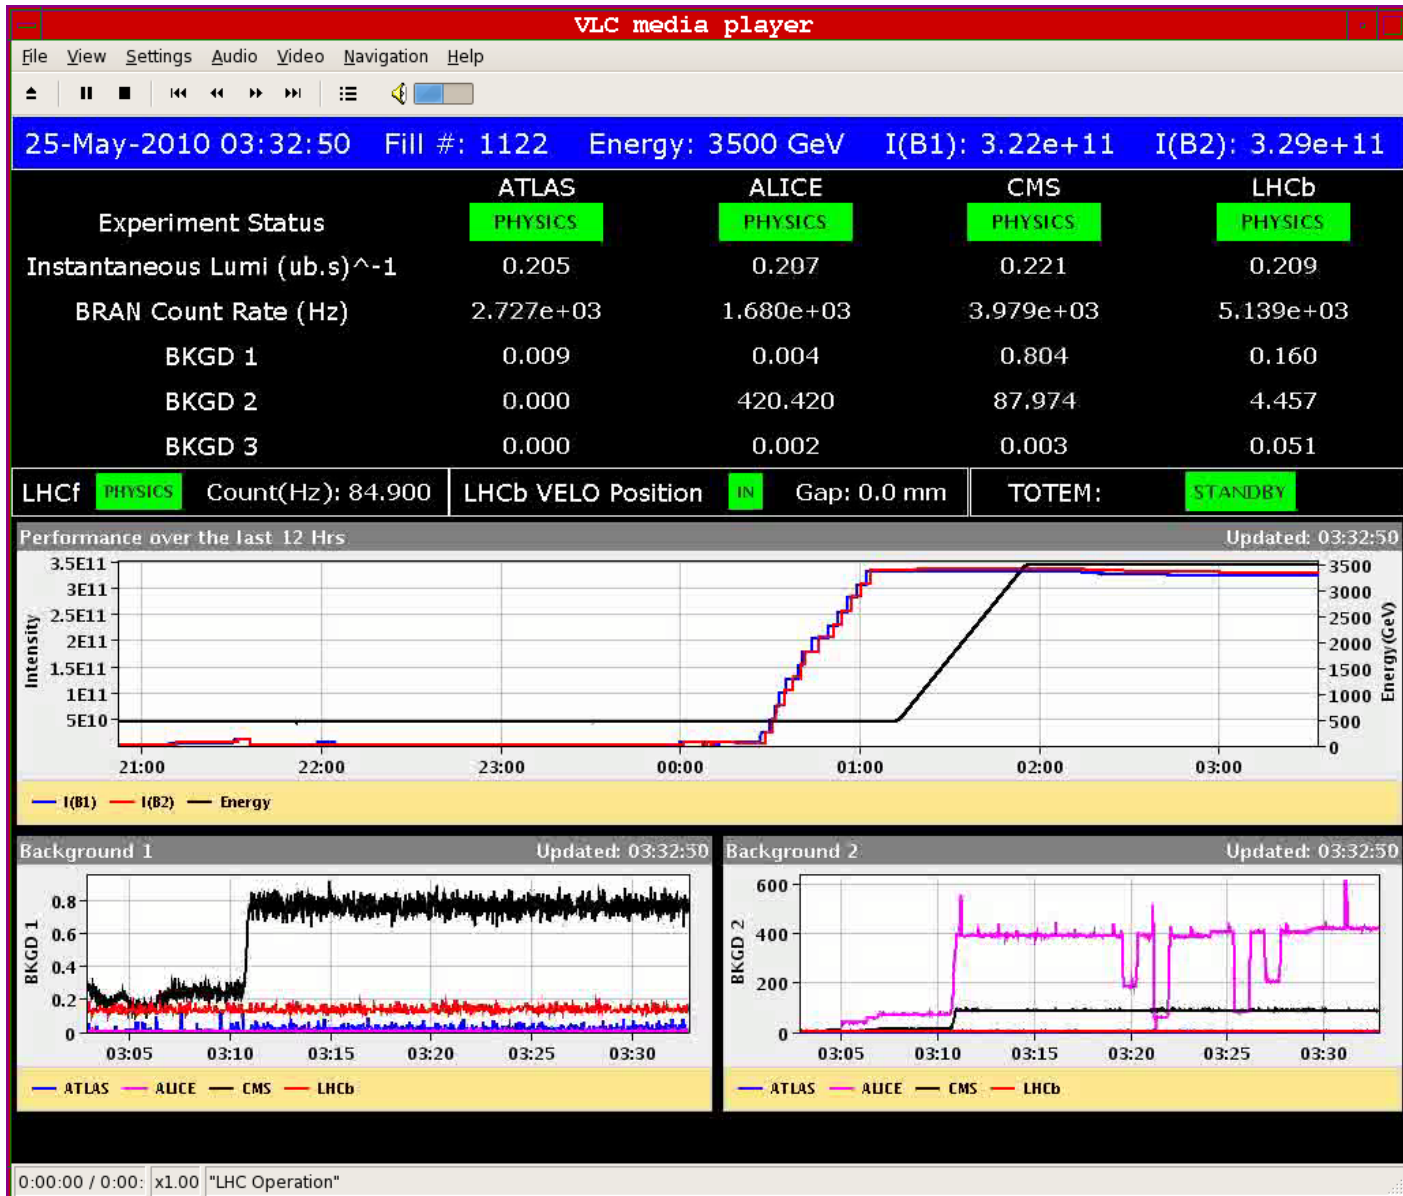 VLC media player
File View Settings Audio Video Navigation Help
25-May-2010 03:32:50 Fill #: 1122 Energy: 3500 GeV I(B1): 3.22e+11 I(B2): 3.29e+11
ATLAS ALICE CMS LHCb
Experiment Status PHYSICS PHYSICS PHYSICS PHYSICS
Instantaneous Lumi (ub.s)^-1 0.205 0.207 0.221 0.209
BRAN Count Rate (Hz) 2.727e+03 1.680e+03 3.979e+03 5.139e+03
BKGD 1 0.009 0.004 0.804 0.160
BKGD 2 0.000 420.420 87.974 4.457
BKGD 3 0.000 0.002 0.003 0.051
LHCf PHYSICS Count(Hz): 84.900 LHCb VELO Position IN Gap: 0.0 mm TOTEM: STANDBY
Performance over the last 12 Hrs Updated: 03:32:50
3.5E11 3500
3E11 3000
2.5E11 2500
2E11 2000
1.5E11 1500
1E11 1000
5E10 500
0
Intensity
Energy(GeV)
21:00 22:00 23:00 00:00 01:00 02:00 03:00
I(B1) I(B2) Energy
Background 1 Updated: 03:32:50
BKGD 1
0.8
0.6
0.4
0.2
0
03:05 03:10 03:15 03:20 03:25 03:30
ATLAS ALICE CMS LHCb
Background 2 Updated: 03:32:50
BKGD 2
600
400
200
0
03:05 03:10 03:15 03:20 03:25 03:30
ATLAS ALICE CMS LHCb
0:00:00 / 0:00: x1.00 "LHC Operation"